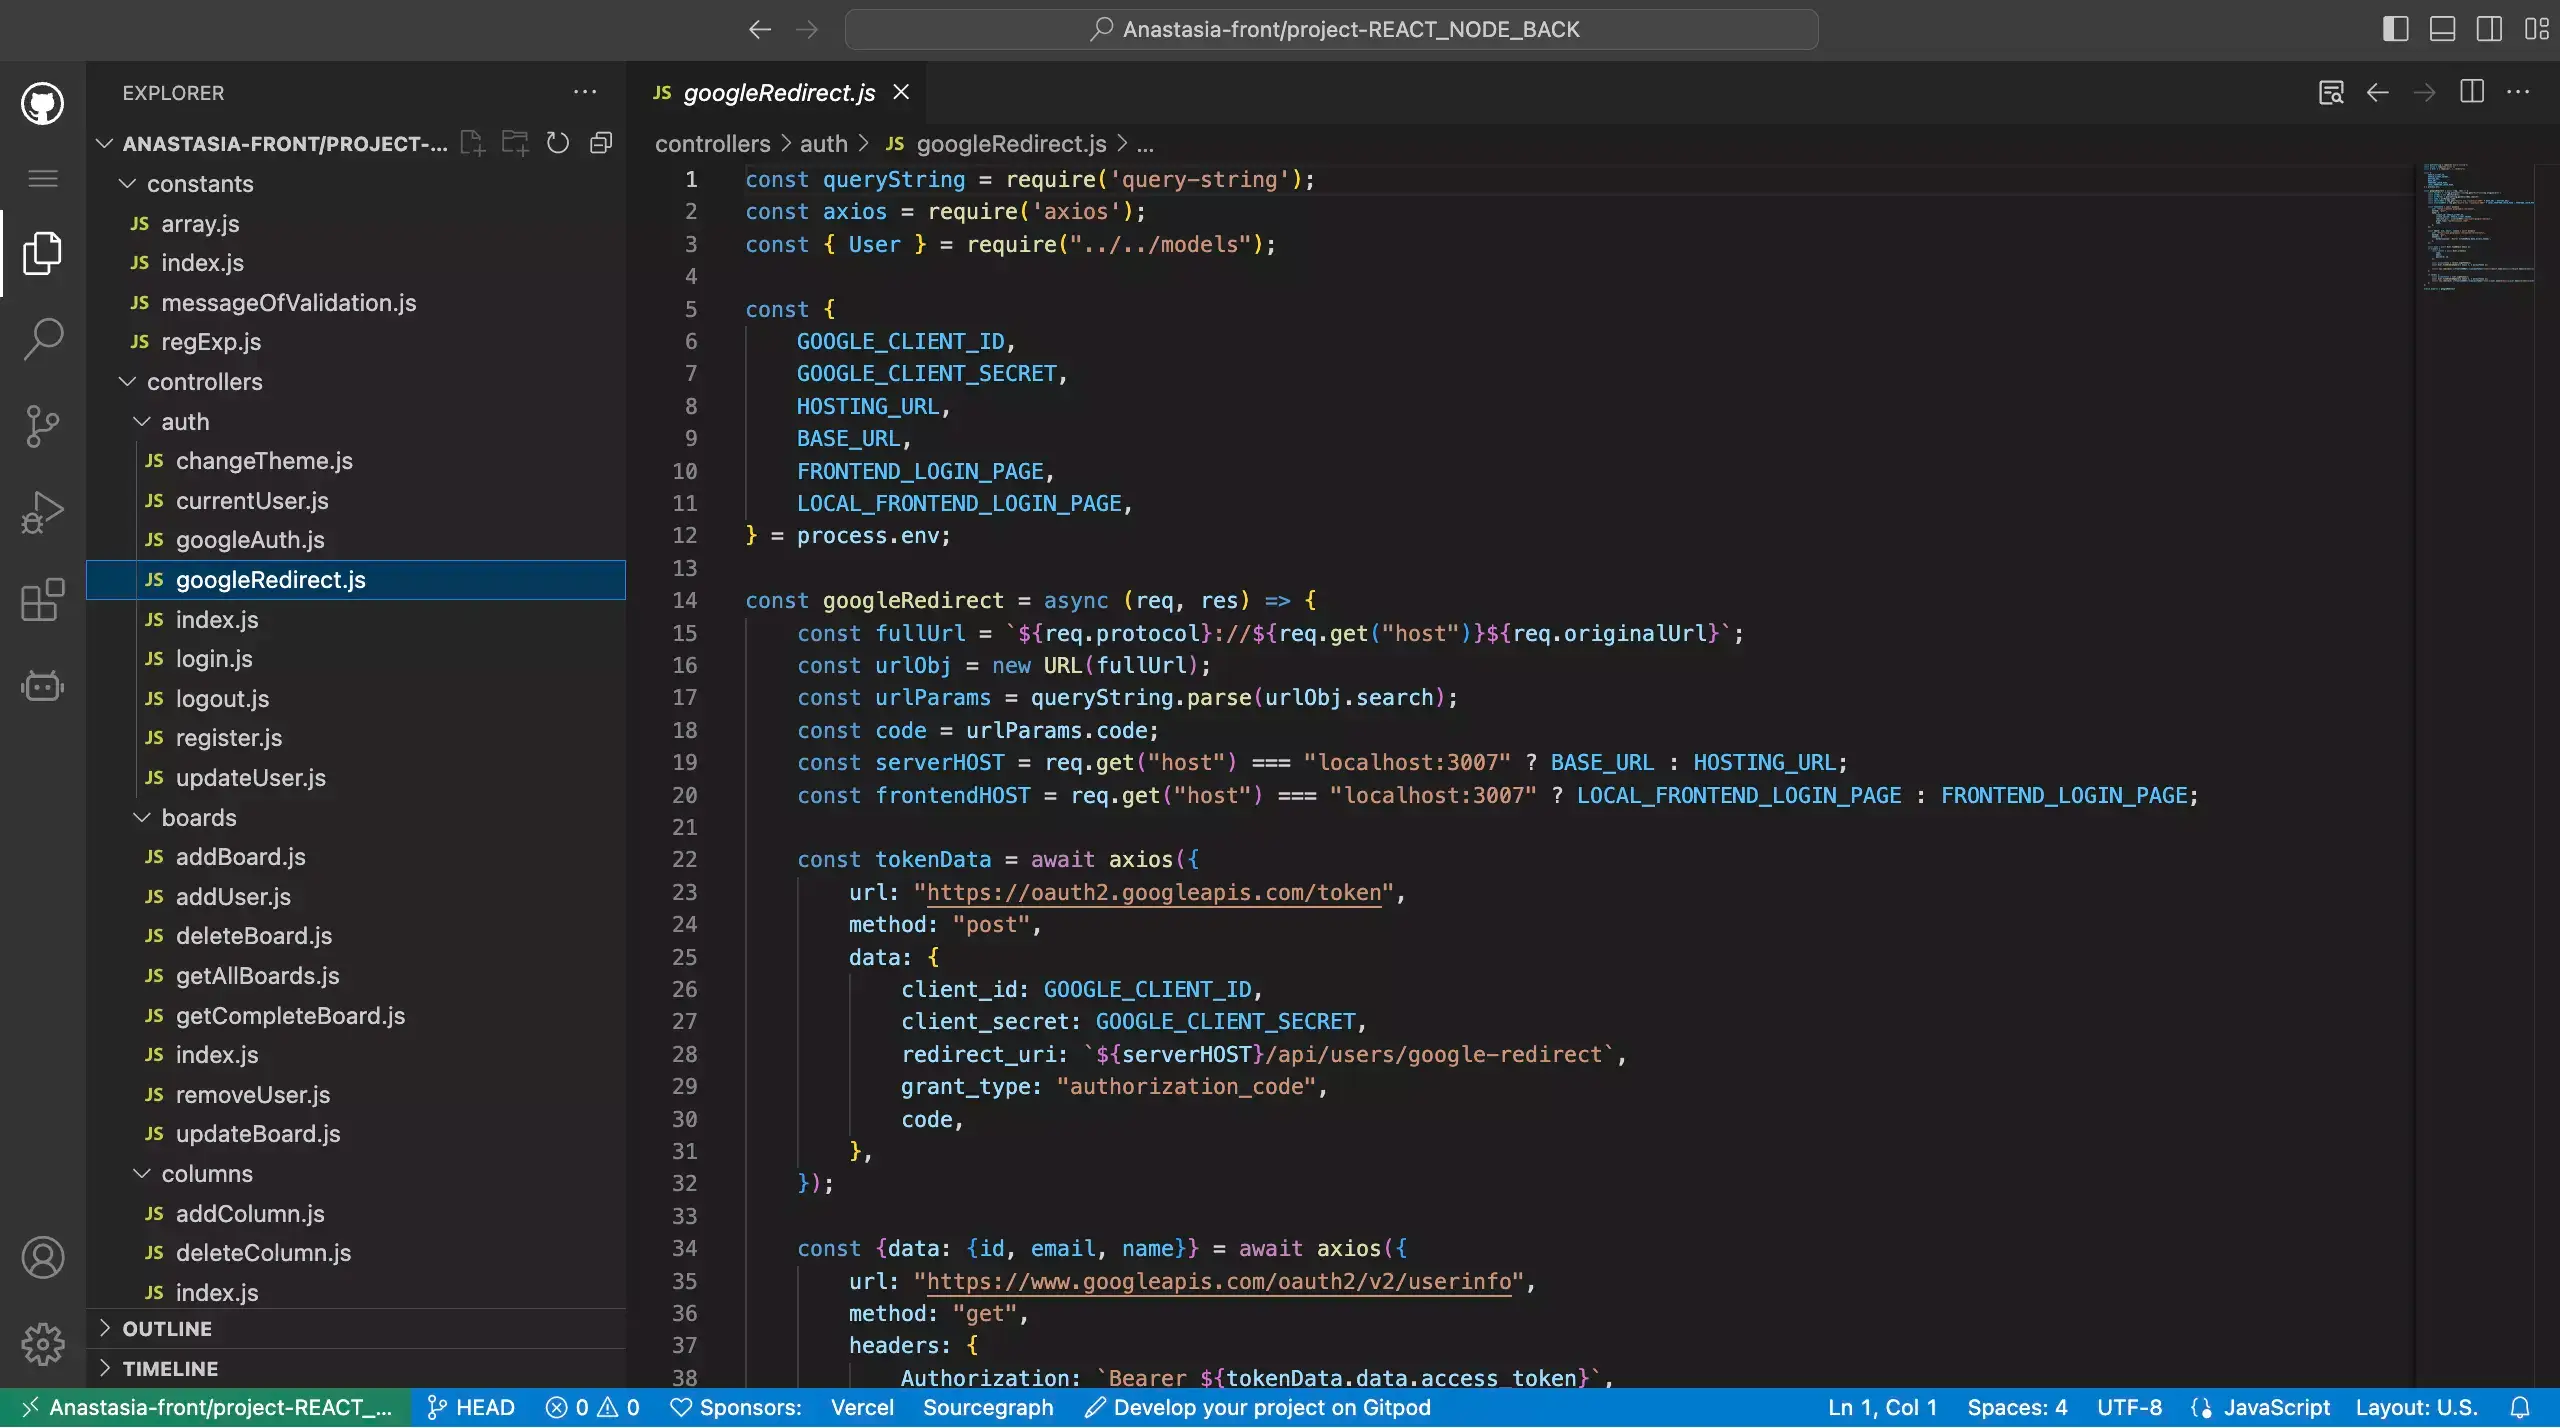 Anastasia-front/project-REACT_NODE_BACK
EXPLORER
ANASTASIA-FRONT/PROJECT-...
constants
JS array.js
JS index.js
JS messageOfValidation.js
JS regExp.js
controllers
auth
JS changeTheme.js
JS currentUser.js
JS googleAuth.js
JS googleRedirect.js
JS index.js
JS login.js
JS logout.js
JS register.js
JS updateUser.js
boards
JS addBoard.js
JS addUser.js
JS deleteBoard.js
JS getAllBoards.js
JS getCompleteBoard.js
JS index.js
JS removeUser.js
JS updateBoard.js
columns
JS addColumn.js
JS deleteColumn.js
JS index.js
OUTLINE
TIMELINE
JS googleRedirect.js
controllers > auth > JS googleRedirect.js > ...
1 const queryString = require('query-string');
2 const axios = require('axios');
3 const { User } = require("../../models");
4
5 const {
6 GOOGLE_CLIENT_ID,
7 GOOGLE_CLIENT_SECRET,
8 HOSTING_URL,
9 BASE_URL,
10 FRONTEND_LOGIN_PAGE,
11 LOCAL_FRONTEND_LOGIN_PAGE,
12 } = process.env;
13
14 const googleRedirect = async (req, res) => {
15 const fullUrl = `${req.protocol}://${req.get("host")}${req.originalUrl}`;
16 const urlObj = new URL(fullUrl);
17 const urlParams = queryString.parse(urlObj.search);
18 const code = urlParams.code;
19 const serverHOST = req.get("host") === "localhost:3007" ? BASE_URL : HOSTING_URL;
20 const frontendHOST = req.get("host") === "localhost:3007" ? LOCAL_FRONTEND_LOGIN_PAGE : FRONTEND_LOGIN_PAGE;
21
22 const tokenData = await axios({
23 url: "https://oauth2.googleapis.com/token",
24 method: "post",
25 data: {
26 client_id: GOOGLE_CLIENT_ID,
27 client_secret: GOOGLE_CLIENT_SECRET,
28 redirect_uri: `${serverHOST}/api/users/google-redirect`,
29 grant_type: "authorization_code",
30 code,
31 },
32 });
33
34 const {data: {id, email, name}} = await axios({
35 url: "https://www.googleapis.com/oauth2/v2/userinfo",
36 method: "get",
37 headers: {
38 Authorization: `Bearer ${tokenData.data.access_token}`,
Anastasia-front/project-REACT_... HEAD 0 0 Sponsors: Vercel Sourcegraph Develop your project on Gitpod Ln 1, Col 1 Spaces: 4 UTF-8 JavaScript Layout: U.S.